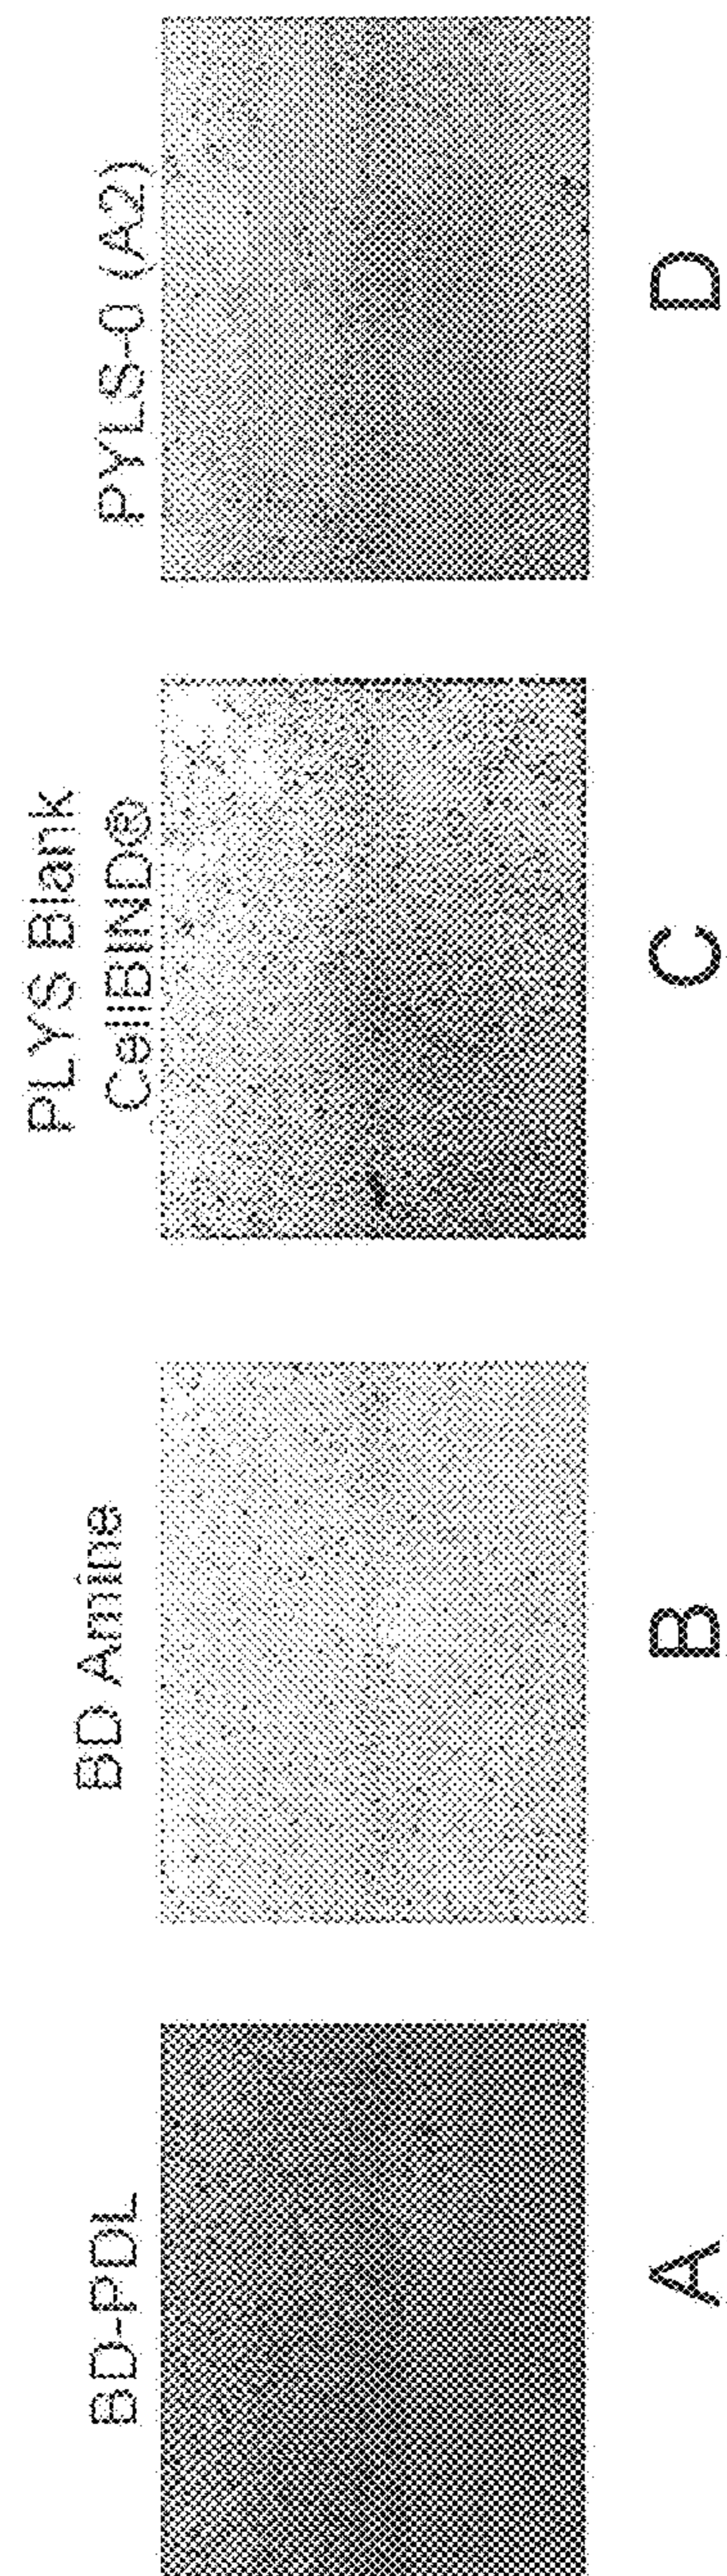 BD-PDL
BD Amine
PLYS Blank
CellBIND®
PYLS-0 (A2)
A
B
C
D